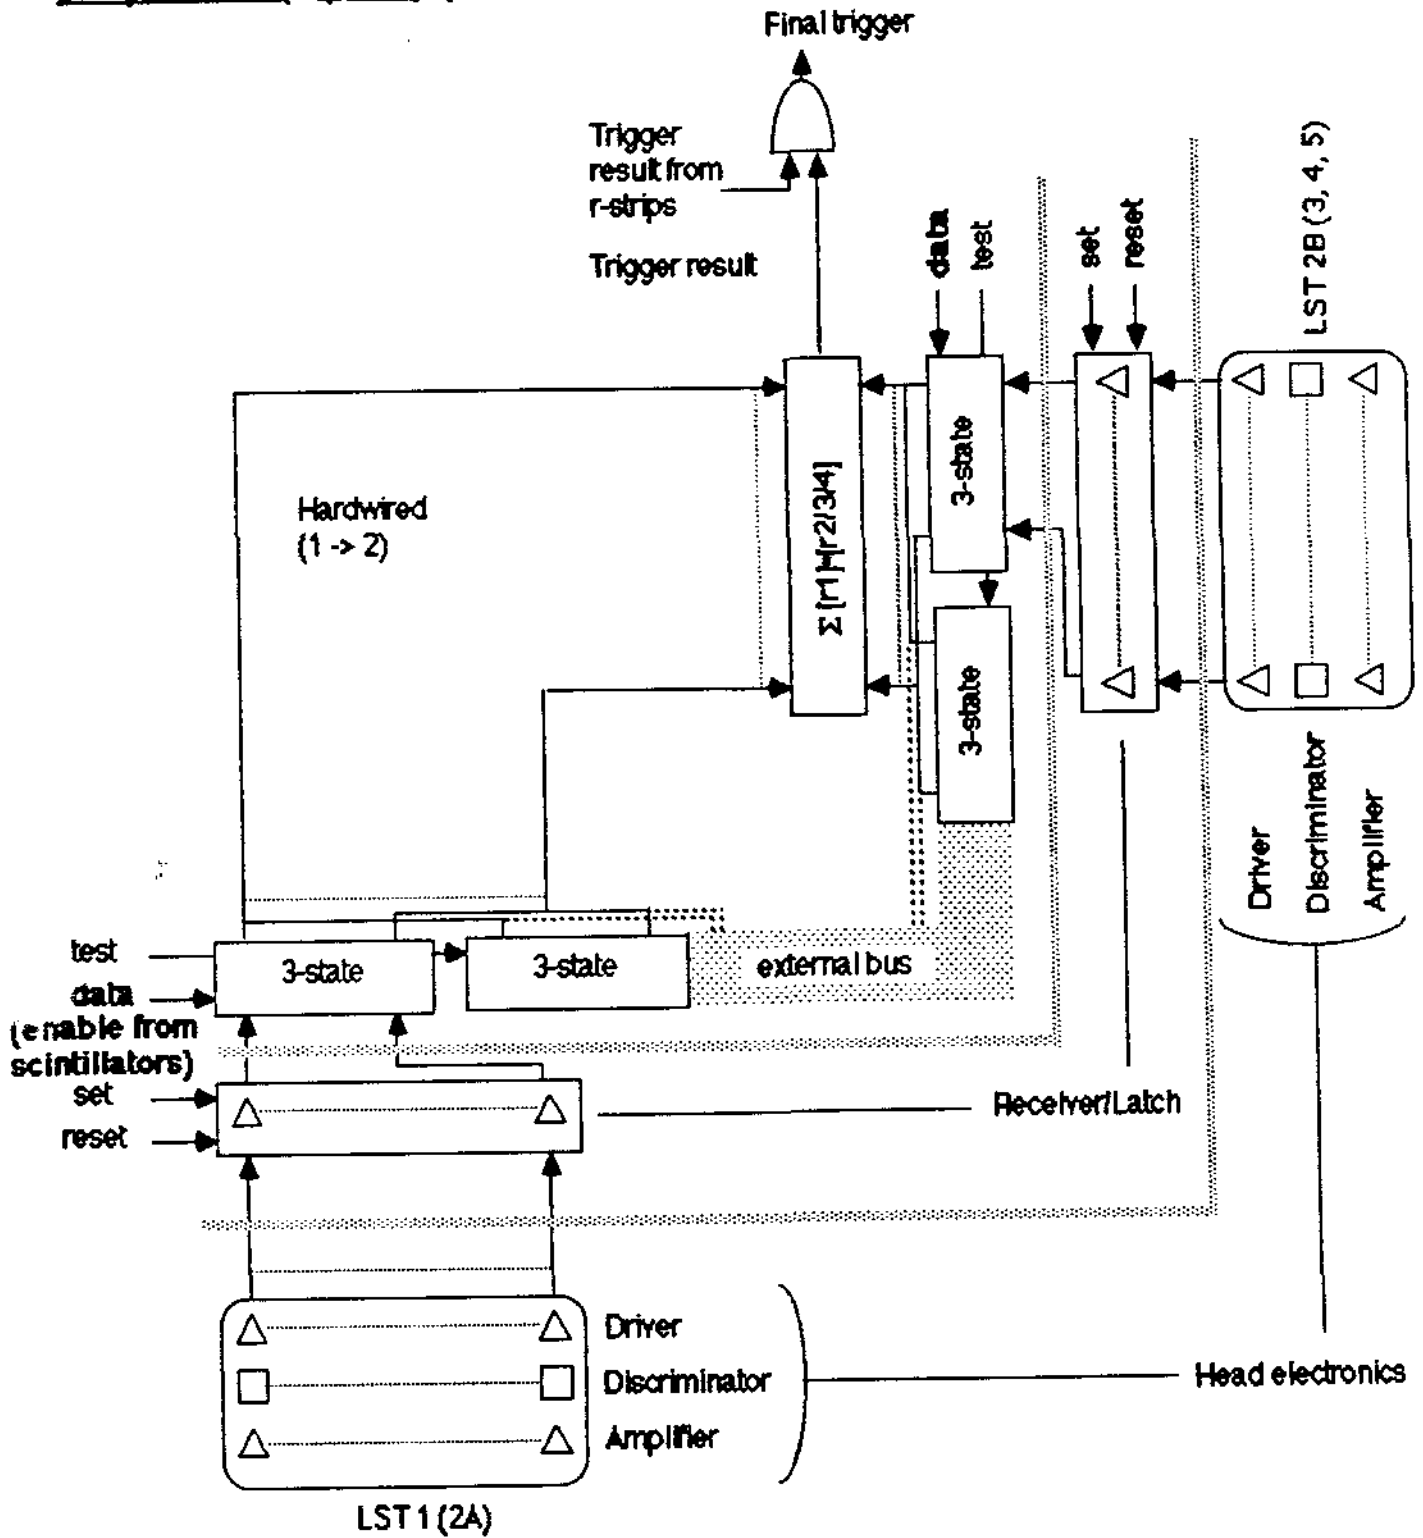 Final trigger
Trigger
result from
r-strips
Trigger result
data
test
set
reset
LST 2B (3, 4, 5)
Hardwired
(1 -> 2)
Σ [r1]*[r2/3/4]
3-state
3-state
Driver
Discriminator
Amplifier
test
data
(enable from
scintillators)
3-state
3-state
external bus
set
reset
Receiver/Latch
Driver
Discriminator
Amplifier
Head electronics
LST 1 (2A)